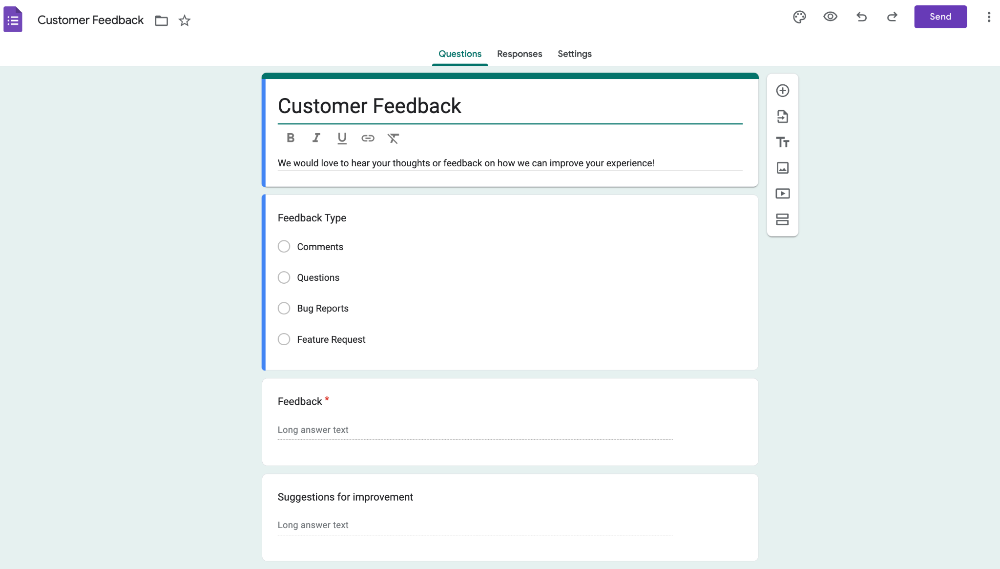 Customer Feedback
Send
Questions
Responses
Settings
Customer Feedback
B I U
We would love to hear your thoughts or feedback on how we can improve your experience!
Feedback Type
Comments
Questions
Bug Reports
Feature Request
Feedback *
Long answer text
Suggestions for improvement
Long answer text